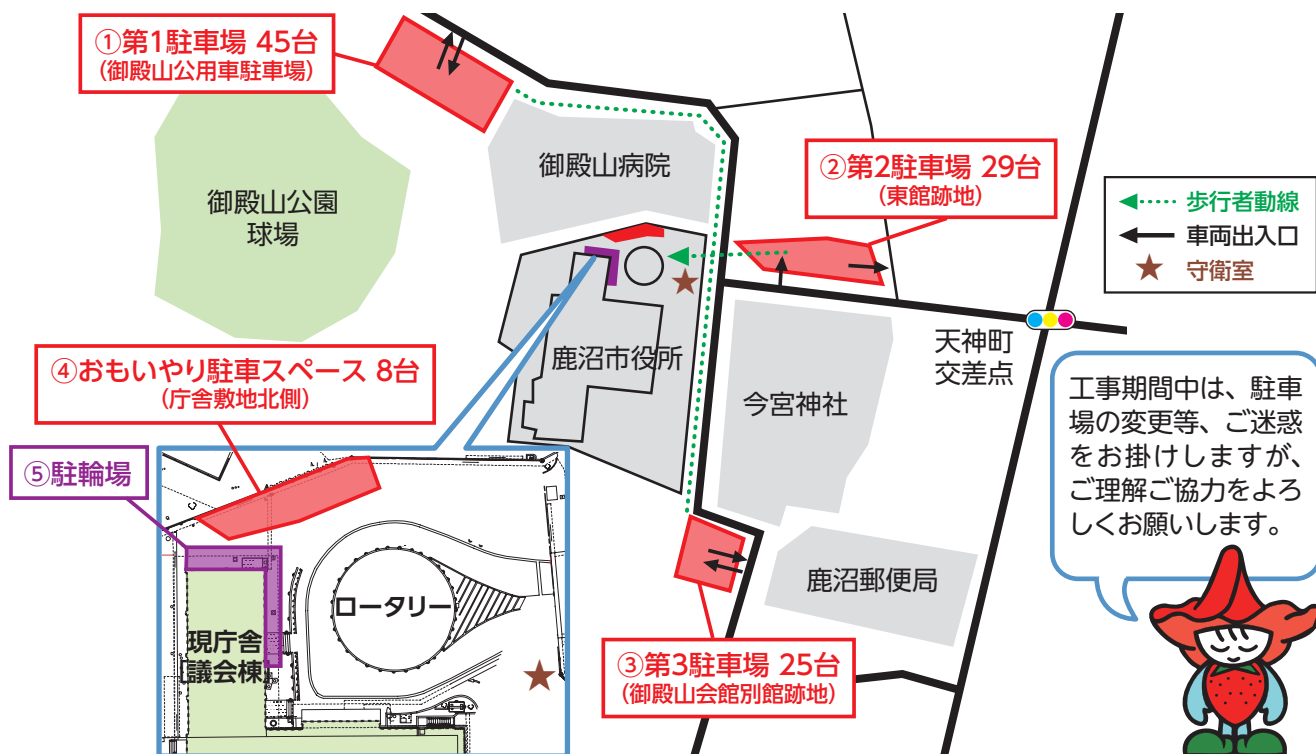 ①第1駐車場 45台
(御殿山公用車駐車場)
御殿山病院
②第2駐車場 29台
(東館跡地)
歩行者動線
車両出入口
守衛室
御殿山公園
球場
天神町
交差点
鹿沼市役所
④おもいやり駐車スペース 8台
(庁舎敷地北側)
今宮神社
工事期間中は、駐車
場の変更等、ご迷惑
をお掛けしますが、
ご理解ご協力をよろ
しくお願いします。
⑤駐輪場
ロータリー
現庁舎
議会棟
鹿沼郵便局
③第3駐車場 25台
(御殿山会館別館跡地)